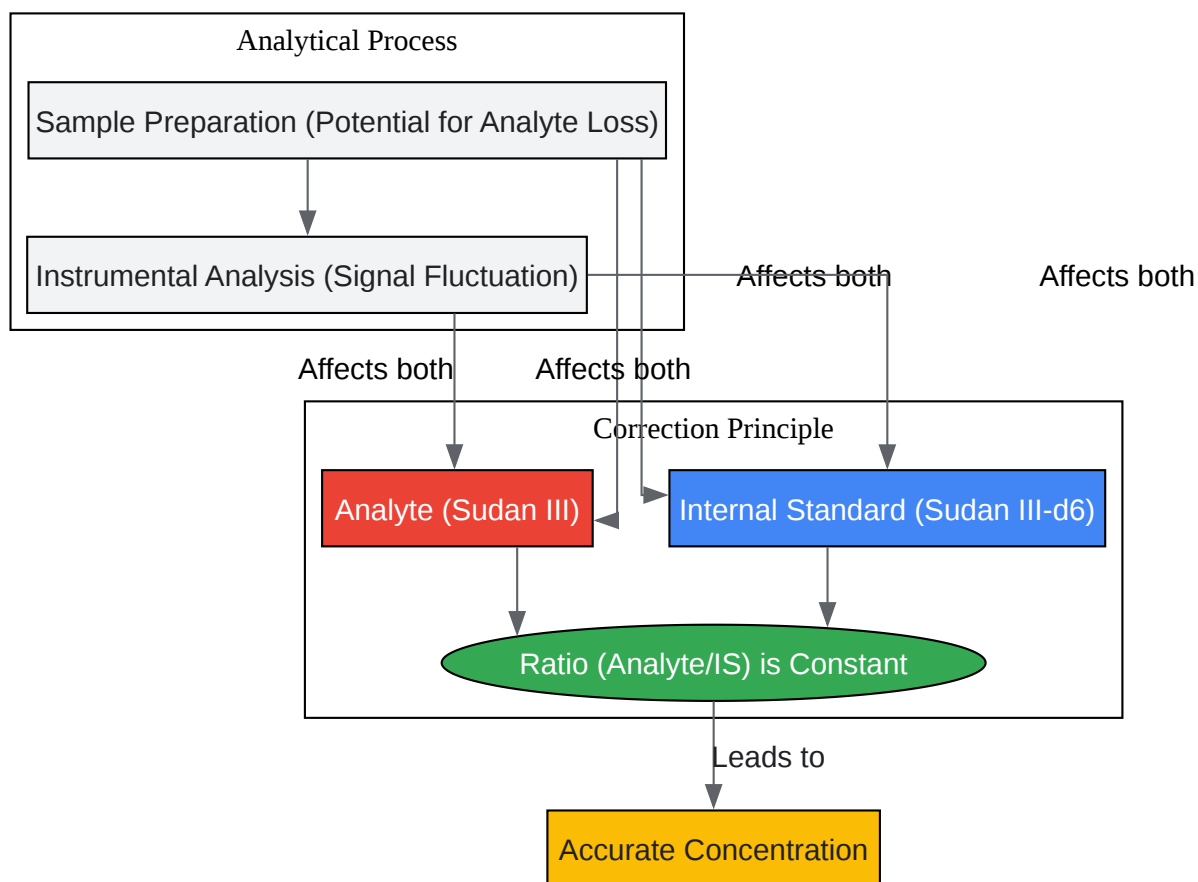 Analytical Process
Sample Preparation (Potential for Analyte Loss)
Instrumental Analysis (Signal Fluctuation)
Affects both
Affects both
Affects both
Affects both
Correction Principle
Analyte (Sudan III)
Internal Standard (Sudan III-d6)
Ratio (Analyte/IS) is Constant
Leads to
Accurate Concentration